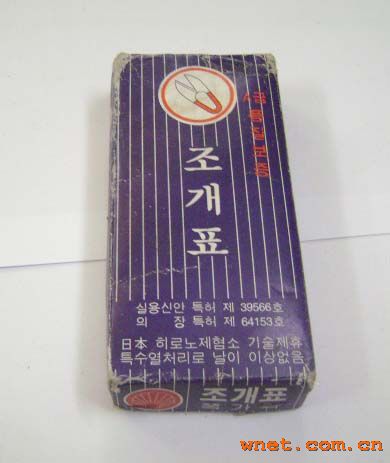 조개표
실용신안 특허 제 39566호
의 장 특허 제 64153호
日本 히로노제혐소 기술제휴
특수열처리로 날이 이상없음
조개표
wnet.com.cn